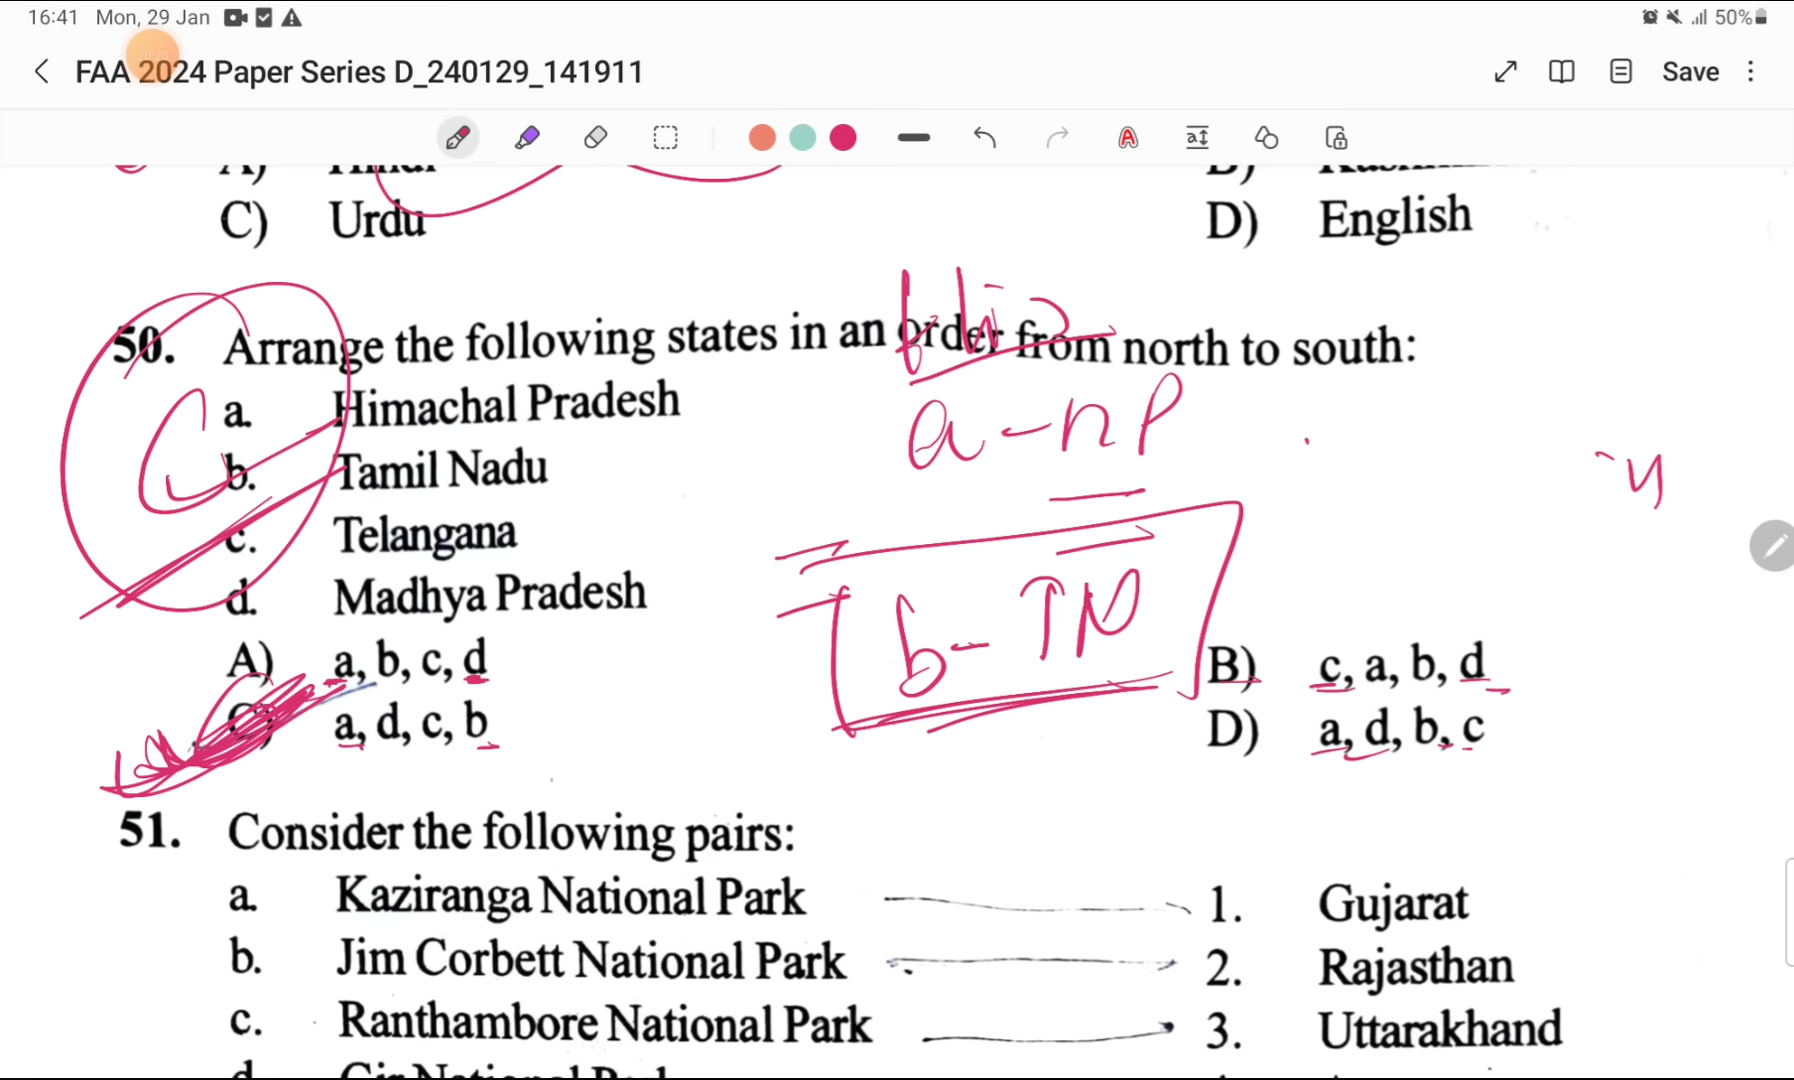 16:41 Mon, 29 Jan 50%
FAA 2024 Paper Series D_240129_141911 Save
C) Urdu D) English
50. Arrange the following states in an order from north to south:
a. Himachal Pradesh
a - HP
b. Tamil Nadu
c. Telangana
d. Madhya Pradesh
b - TN
A) a, b, c, d B) c, a, b, d
C) a, d, c, b D) a, d, b, c
51. Consider the following pairs:
a. Kaziranga National Park 1. Gujarat
b. Jim Corbett National Park 2. Rajasthan
c. Ranthambore National Park 3. Uttarakhand